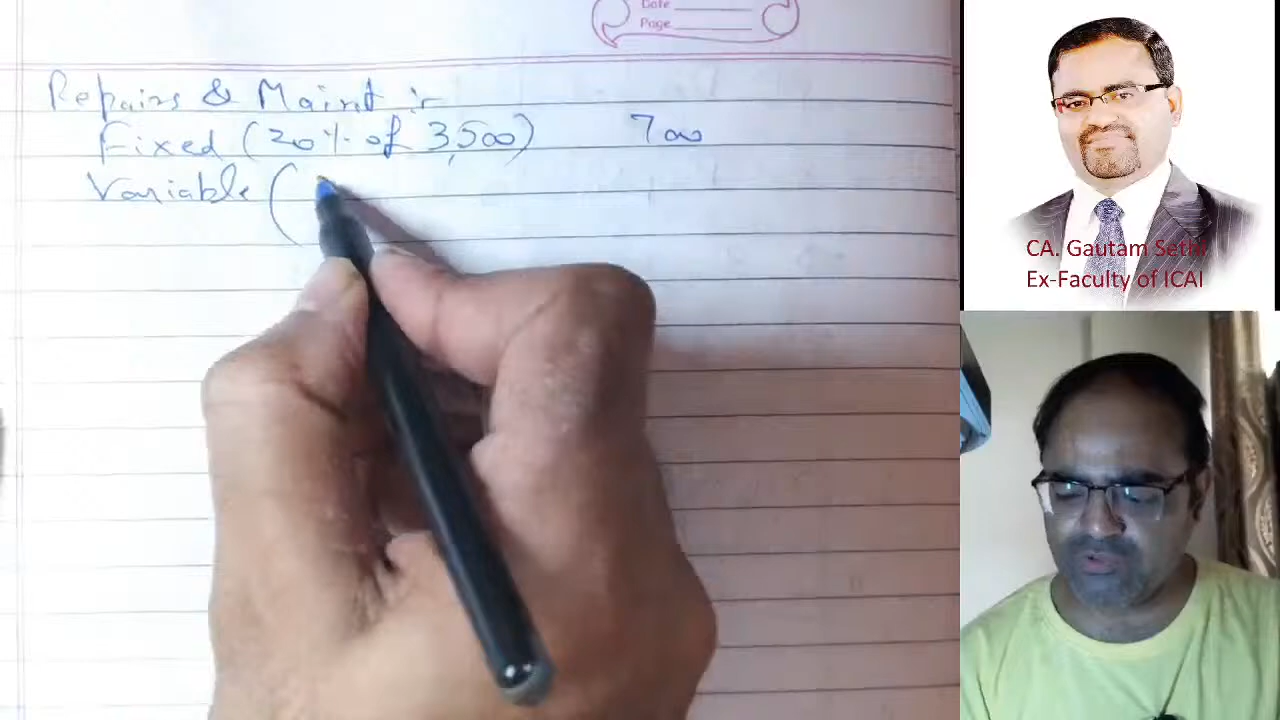 Date
Page
Repairs & Maint :-
Fixed (20% of 3,500) 700
Variable (
CA. Gautam Sethi
Ex-Faculty of ICAI